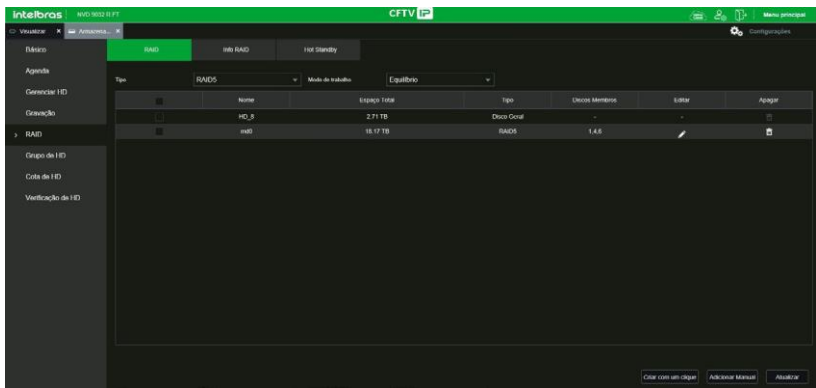 intelbras NVD 9032 R FT CFTV IP Menu principal
Visualizar x Armazena... x Configurações
Básico
Agenda
Gerenciar HD
Gravação
> RAID
Grupo de HD
Cota de HD
Verificação de HD
RAID Info RAID Hot Standby
Tipo RAID5 Modo de trabalho Equilíbrio
Nome Espaço Total Tipo Discos Membros Editar Apagar
HD_8 2,71 TB Disco Geral - -
md0 18,17 TB RAID5 1,4,6
Criar com um clique Adicionar Manual Atualizar